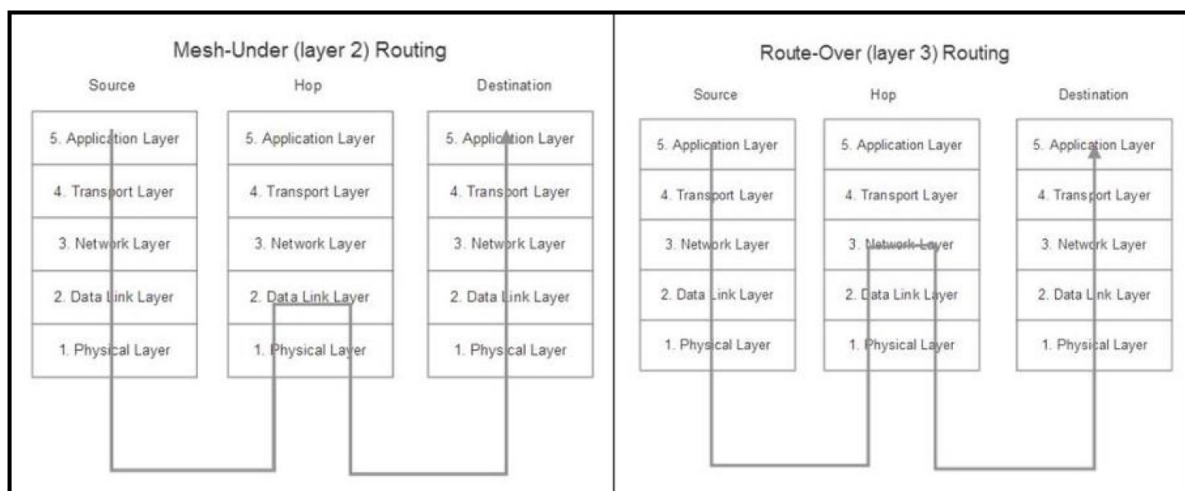 Mesh-Under (layer 2) Routing
Source
Hop
Destination
5. Application Layer
5. Application Layer
5. Application Layer
4. Transport Layer
4. Transport Layer
4. Transport Layer
3. Network Layer
3. Network Layer
3. Network Layer
2. Data Link Layer
2. Data Link Layer
2. Data Link Layer
1. Physical Layer
1. Physical Layer
1. Physical Layer
Route-Over (layer 3) Routing
Source
Hop
Destination
5. Application Layer
5. Application Layer
5. Application Layer
4. Transport Layer
4. Transport Layer
4. Transport Layer
3. Network Layer
3. Network Layer
3. Network Layer
2. Data Link Layer
2. Data Link Layer
2. Data Link Layer
1. Physical Layer
1. Physical Layer
1. Physical Layer